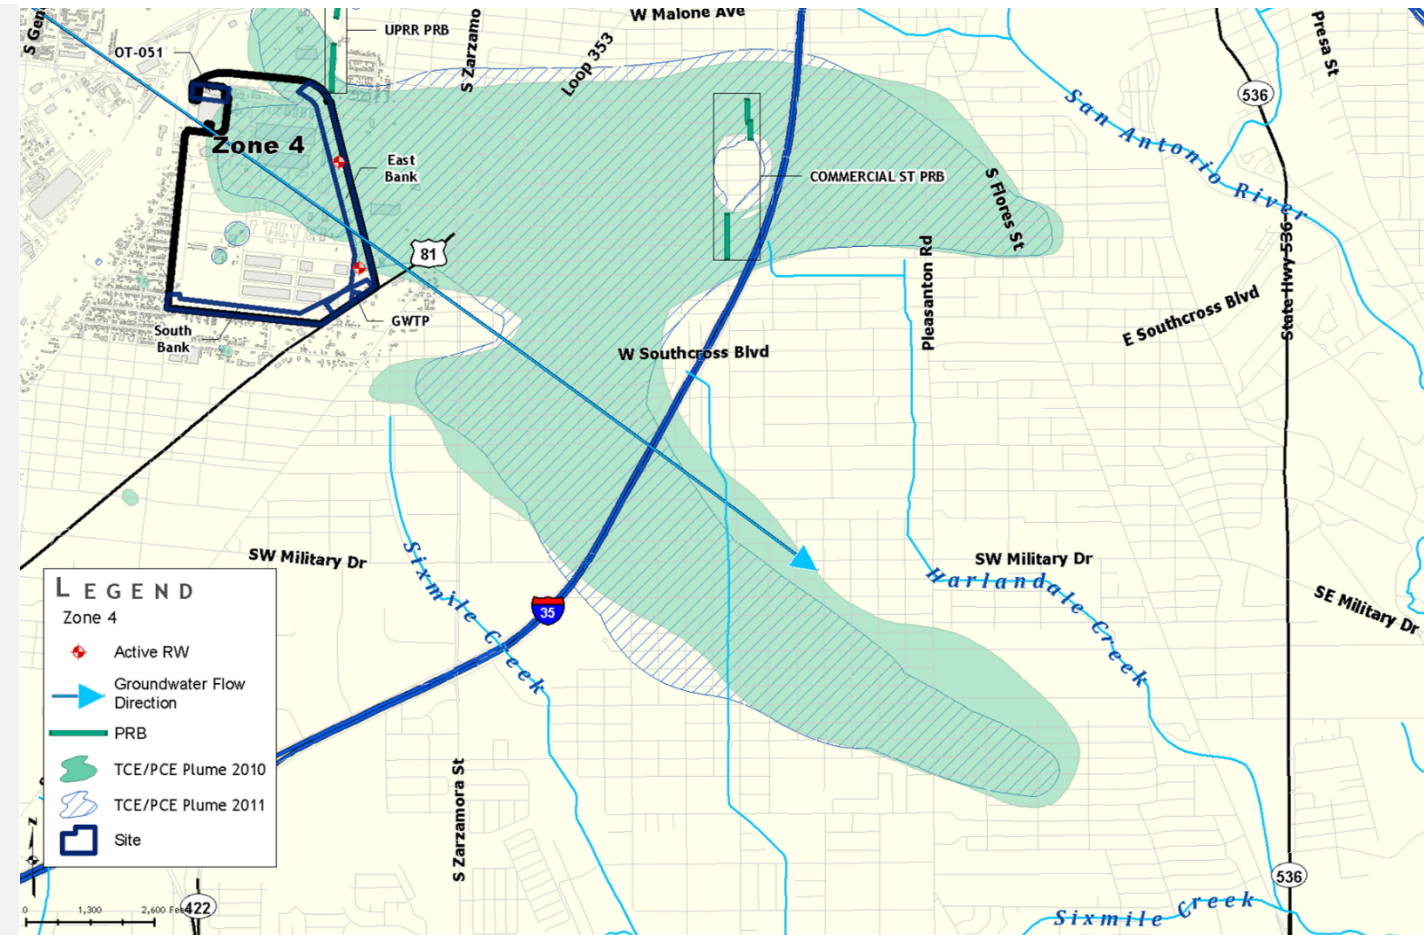 W Malone Ave
S Gen
UPRR PRB
S Zarzamo
Loop 353
Presa St
OT-051
536
San Antonio River
Zone 4
East
Bank
COMMERCIAL ST PRB
S Flores St
81
Pleasanton Rd
State Hwy 536
E Southcross Blvd
GWTP
South
Bank
W Southcross Blvd
SW Military Dr
SW Military Dr
Sixmile Creek
Harlandale Creek
SE Military Dr
35
LEGEND
Zone 4
Active RW
Groundwater Flow
Direction
PRB
TCE/PCE Plume 2010
TCE/PCE Plume 2011
Site
S Zarzamora St
z
536
0 1,300 2,600 Fee
422
Sixmile Creek